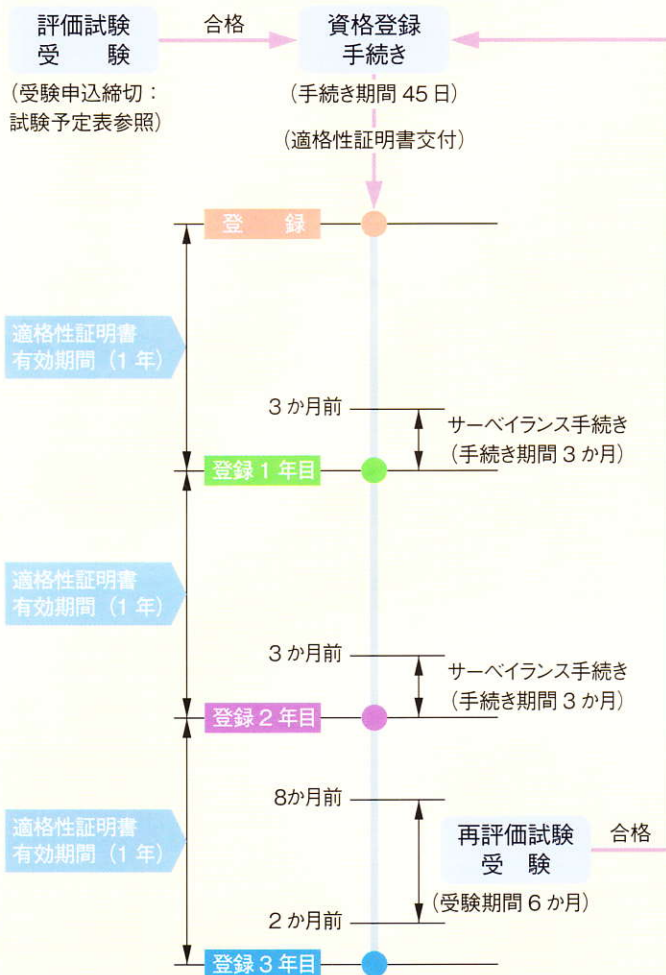 評価試験
受　　験
合格
資格登録
手続き
(受験申込締切：
試験予定表参照)
(手続き期間 45 日)
(適格性証明書交付)
登　　録
適格性証明書
有効期間（1 年）
3 か月前
サーベイランス手続き
(手続き期間 3 か月)
登録 1 年目
適格性証明書
有効期間（1 年）
3 か月前
サーベイランス手続き
(手続き期間 3 か月)
登録 2 年目
8か月前
適格性証明書
有効期間（1 年）
再評価試験
受　験
合格
(受験期間 6 か月)
2 か月前
登録 3 年目